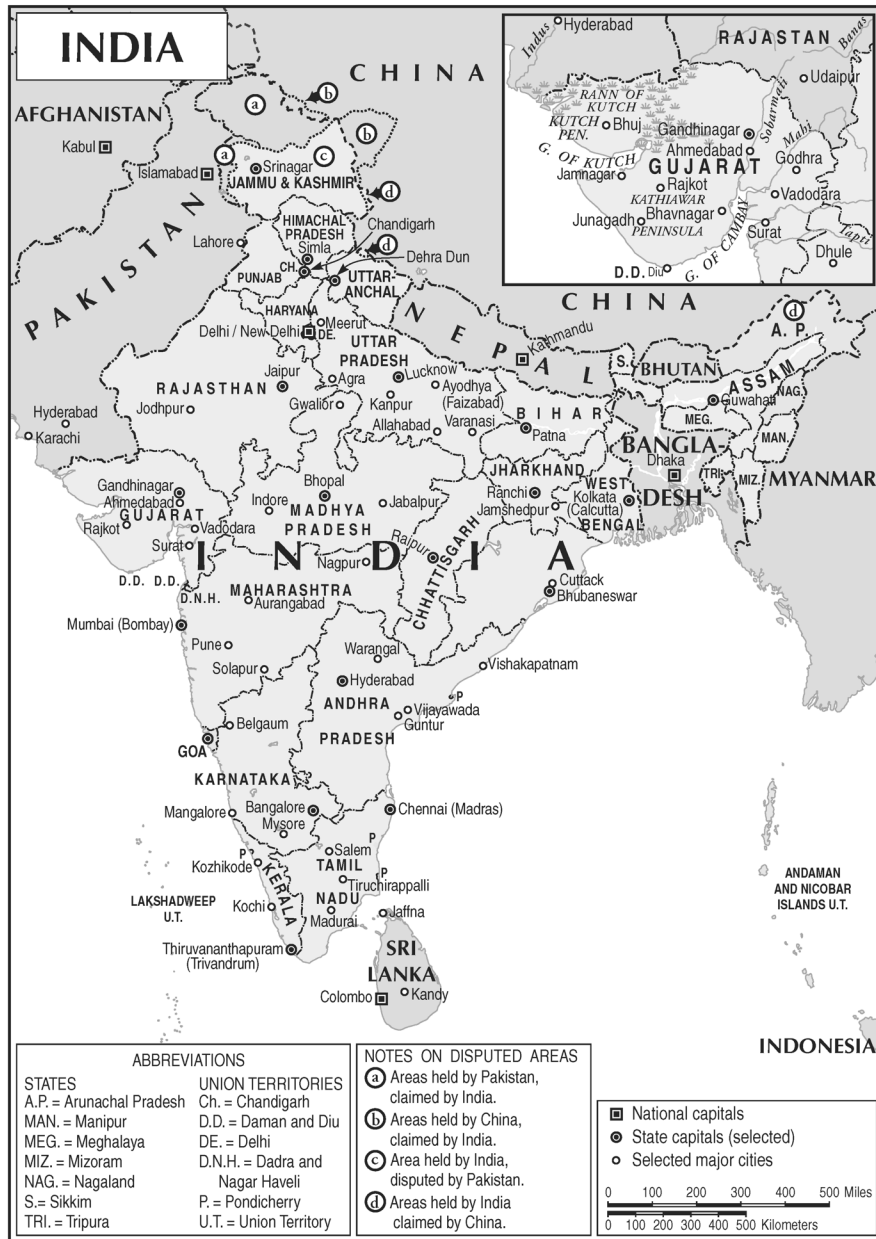 INDIA
CHINA
AFGHANISTAN
Kabul
Islamabad
a
b
b
a
c
d
d
Srinagar
JAMMU & KASHMIR
PAKISTAN
HIMACHAL
PRADESH
Simla
Chandigarh
Lahore
CH.
PUNJAB
Dehra Dun
UTTAR-
ANCHAL
HARYANA
Meerut
Delhi / New Delhi
DE.
UTTAR
PRADESH
NEPAL
Kathmandu
CHINA
d
A. P.
S.
BHUTAN
ASSAM
Guwahati
NAG.
MEG.
MAN.
TRI.
MIZ.
MYANMAR
BANGLA-
DESH
Dhaka
RAJASTHAN
Jaipur
Jodhpur
Agra
Gwalior
Lucknow
Kanpur
Ayodhya
(Faizabad)
Allahabad
Varanasi
BIHAR
Patna
Hyderabad
Karachi
JHARKHAND
Ranchi
Jamshedpur
WEST
BENGAL
Kolkata
(Calcutta)
Gandhinagar
Ahmedabad
GUJARAT
Rajkot
Vadodara
Surat
Bhopal
Indore
Jabalpur
MADHYA
PRADESH
Raipur
CHHATTISGARH
INDIA
Nagpur
D.D.
D.D.
D.N.H.
MAHARASHTRA
Aurangabad
Cuttack
Bhubaneswar
Mumbai (Bombay)
Pune
Solapur
Warangal
Hyderabad
Vishakapatnam
ANDHRA
PRADESH
P
Vijayawada
Guntur
Belgaum
GOA
KARNATAKA
Mangalore
Bangalore
Mysore
Chennai (Madras)
P
Kozhikode
KERALA
Salem
P
TAMIL
NADU
Tiruchirappalli
P
LAKSHADWEEP
U.T.
Kochi
Madurai
Jaffna
Thiruvananthapuram
(Trivandrum)
SRI
LANKA
Colombo
Kandy
ANDAMAN
AND NICOBAR
ISLANDS U.T.
INDONESIA
Indus
Hyderabad
RAJASTAN
Banas
Udaipur
RANN OF
KUTCH
KUTCH
PEN.
Bhuj
Gandhinagar
Sobarmati
Mabi
Ahmedabad
G. OF KUTCH
GUJARAT
Godhra
Jamnagar
Rajkot
KATHIAWAR
PENINSULA
Vadodara
Junagadh
Bhavnagar
Surat
Tapti
G. OF CAMBAY
Dhule
D.D.
Diu
ABBREVIATIONS
STATES
A.P. = Arunachal Pradesh
MAN. = Manipur
MEG. = Meghalaya
MIZ. = Mizoram
NAG. = Nagaland
S.= Sikkim
TRI. = Tripura
UNION TERRITORIES
Ch. = Chandigarh
D.D. = Daman and Diu
DE. = Delhi
D.N.H. = Dadra and
Nagar Haveli
P. = Pondicherry
U.T. = Union Territory
NOTES ON DISPUTED AREAS
a Areas held by Pakistan,
claimed by India.
b Areas held by China,
claimed by India.
c Area held by India,
disputed by Pakistan.
d Areas held by India
claimed by China.
National capitals
State capitals (selected)
Selected major cities
0 100 200 300 400 500 Miles
0 100 200 300 400 500 Kilometers